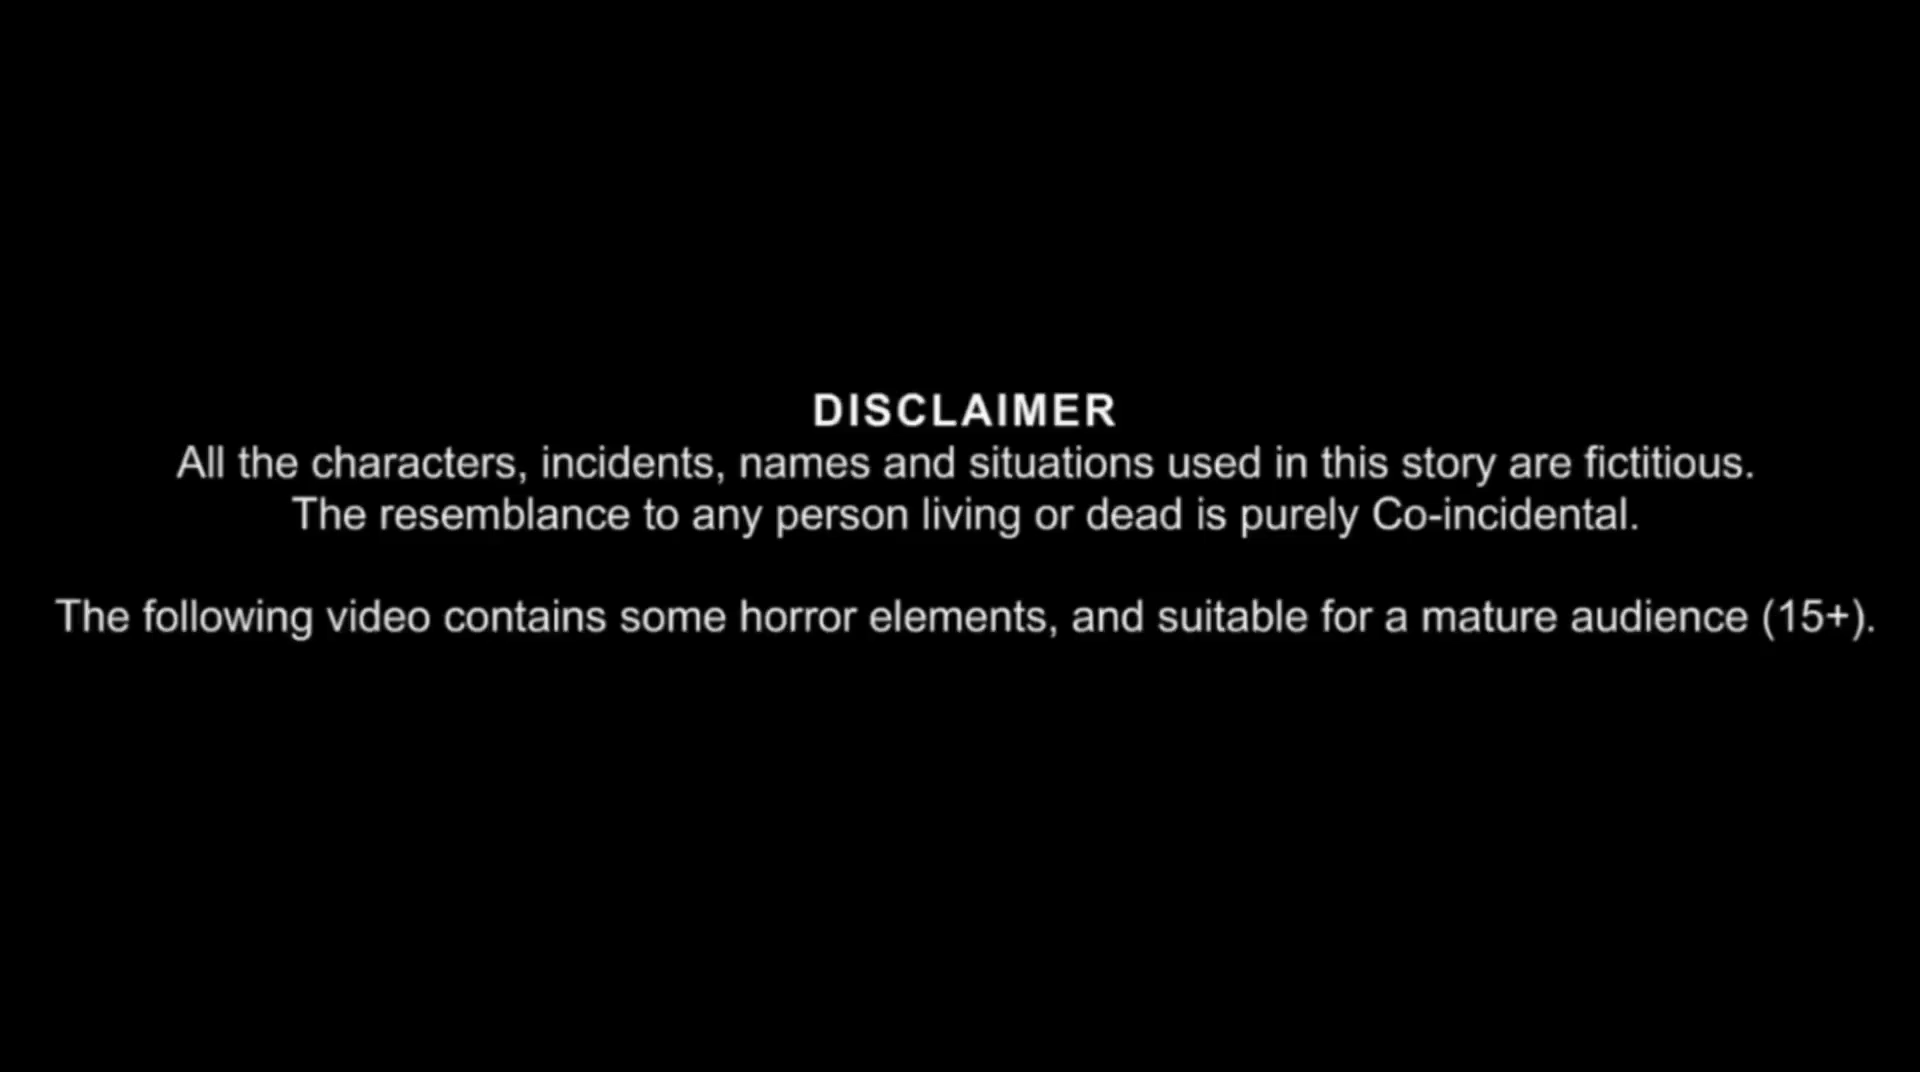 DISCLAIMER
All the characters, incidents, names and situations used in this story are fictitious.
The resemblance to any person living or dead is purely Co-incidental.
The following video contains some horror elements, and suitable for a mature audience (15+).